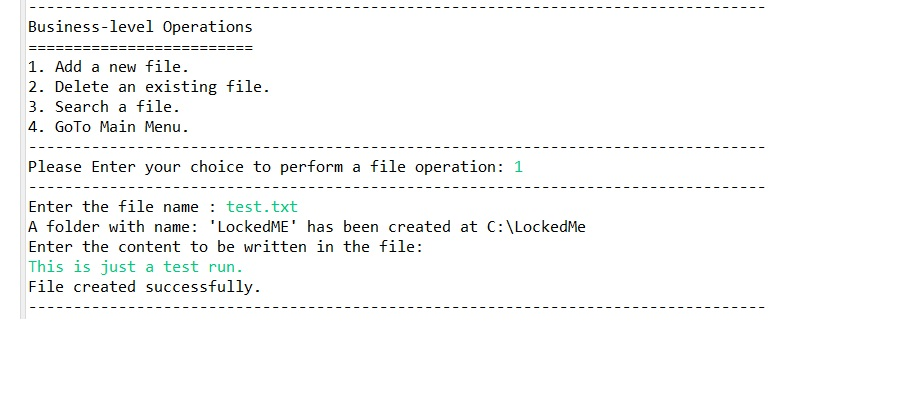 ----------------------------------------------------------------------------------
Business-level Operations
=========================
1. Add a new file.
2. Delete an existing file.
3. Search a file.
4. GoTo Main Menu.
----------------------------------------------------------------------------------
Please Enter your choice to perform a file operation: 1
----------------------------------------------------------------------------------
Enter the file name : test.txt
A folder with name: 'LockedME' has been created at C:\LockedMe
Enter the content to be written in the file:
This is just a test run.
File created successfully.
----------------------------------------------------------------------------------